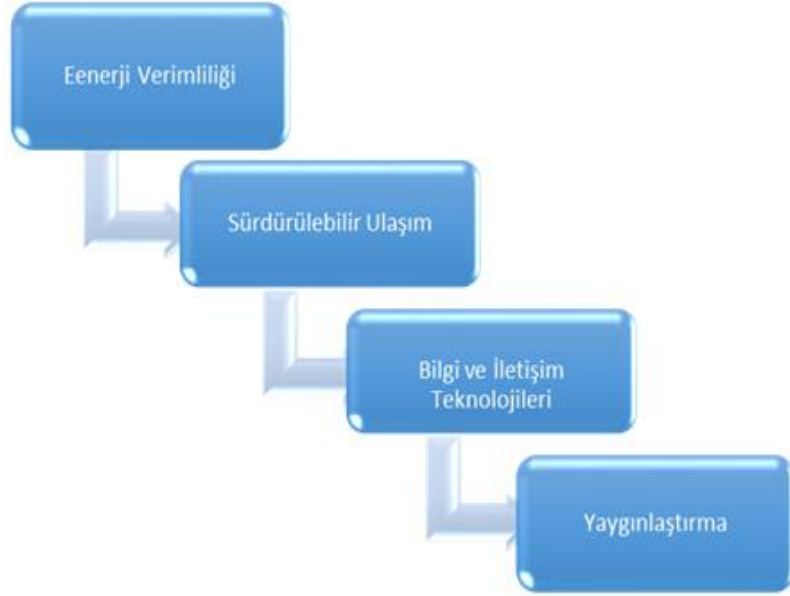 Eenerji Verimliliği
Sürdürülebilir Ulaşım
Bilgi ve İletişim
Teknolojileri
Yaygınlaştırma